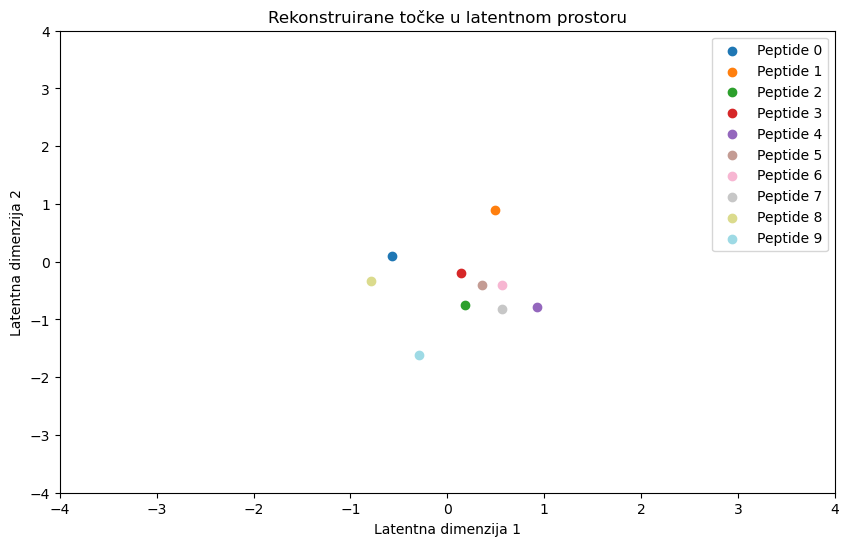 Rekonstruirane točke u latentnom prostoru
4
3
2
1
0
−1
−2
−3
−4
Latentna dimenzija 2
−4
−3
−2
−1
0
1
2
3
4
Latentna dimenzija 1
Peptide 0
Peptide 1
Peptide 2
Peptide 3
Peptide 4
Peptide 5
Peptide 6
Peptide 7
Peptide 8
Peptide 9